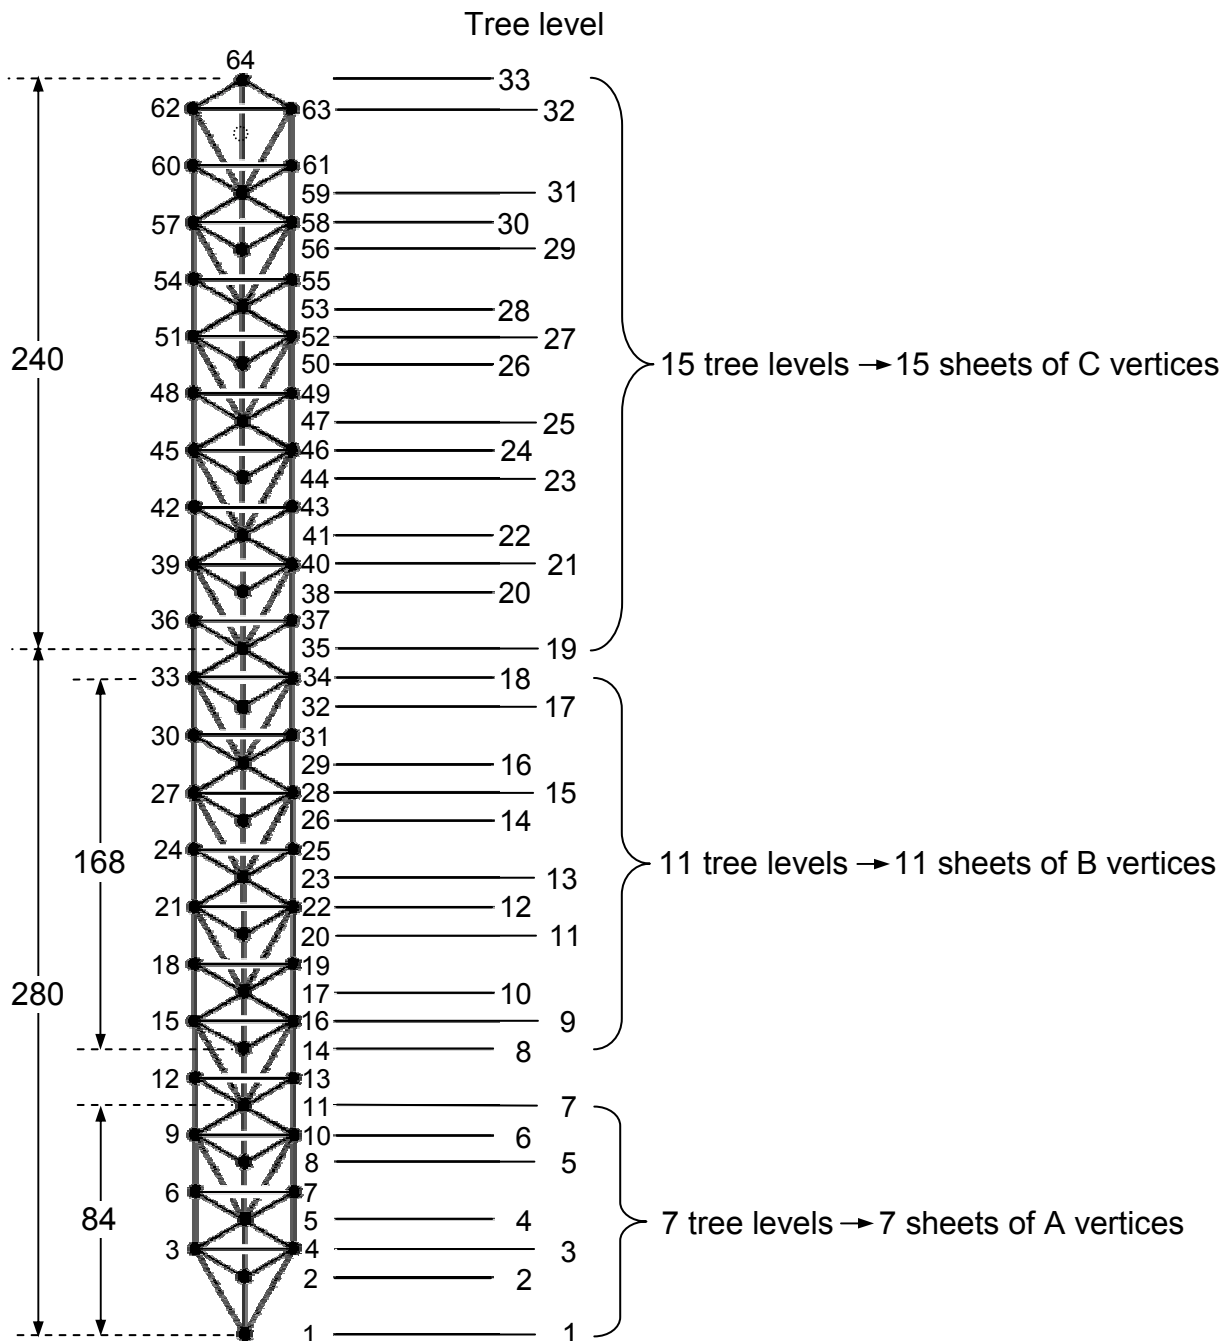 Tree level
64 33
62 63 32
60 61
59 31
57 58 30
56 29
54 55
53 28
51 52 27
240 50 26 15 tree levels → 15 sheets of C vertices
48 49
47 25
45 46 24
44 23
42 43
41 22
39 40 21
38 20
36 37
35 19
33 34 18
32 17
30 31
29 16
27 28 15
26 14
24 25
168 11 tree levels → 11 sheets of B vertices
23 13
21 22 12
20 11
18 19
280 17 10
15 16 9
14 8
12 13
11 7
9 10 6
8 5
6 7
84 5 4 7 tree levels → 7 sheets of A vertices
3 4 3
2 2
1 1